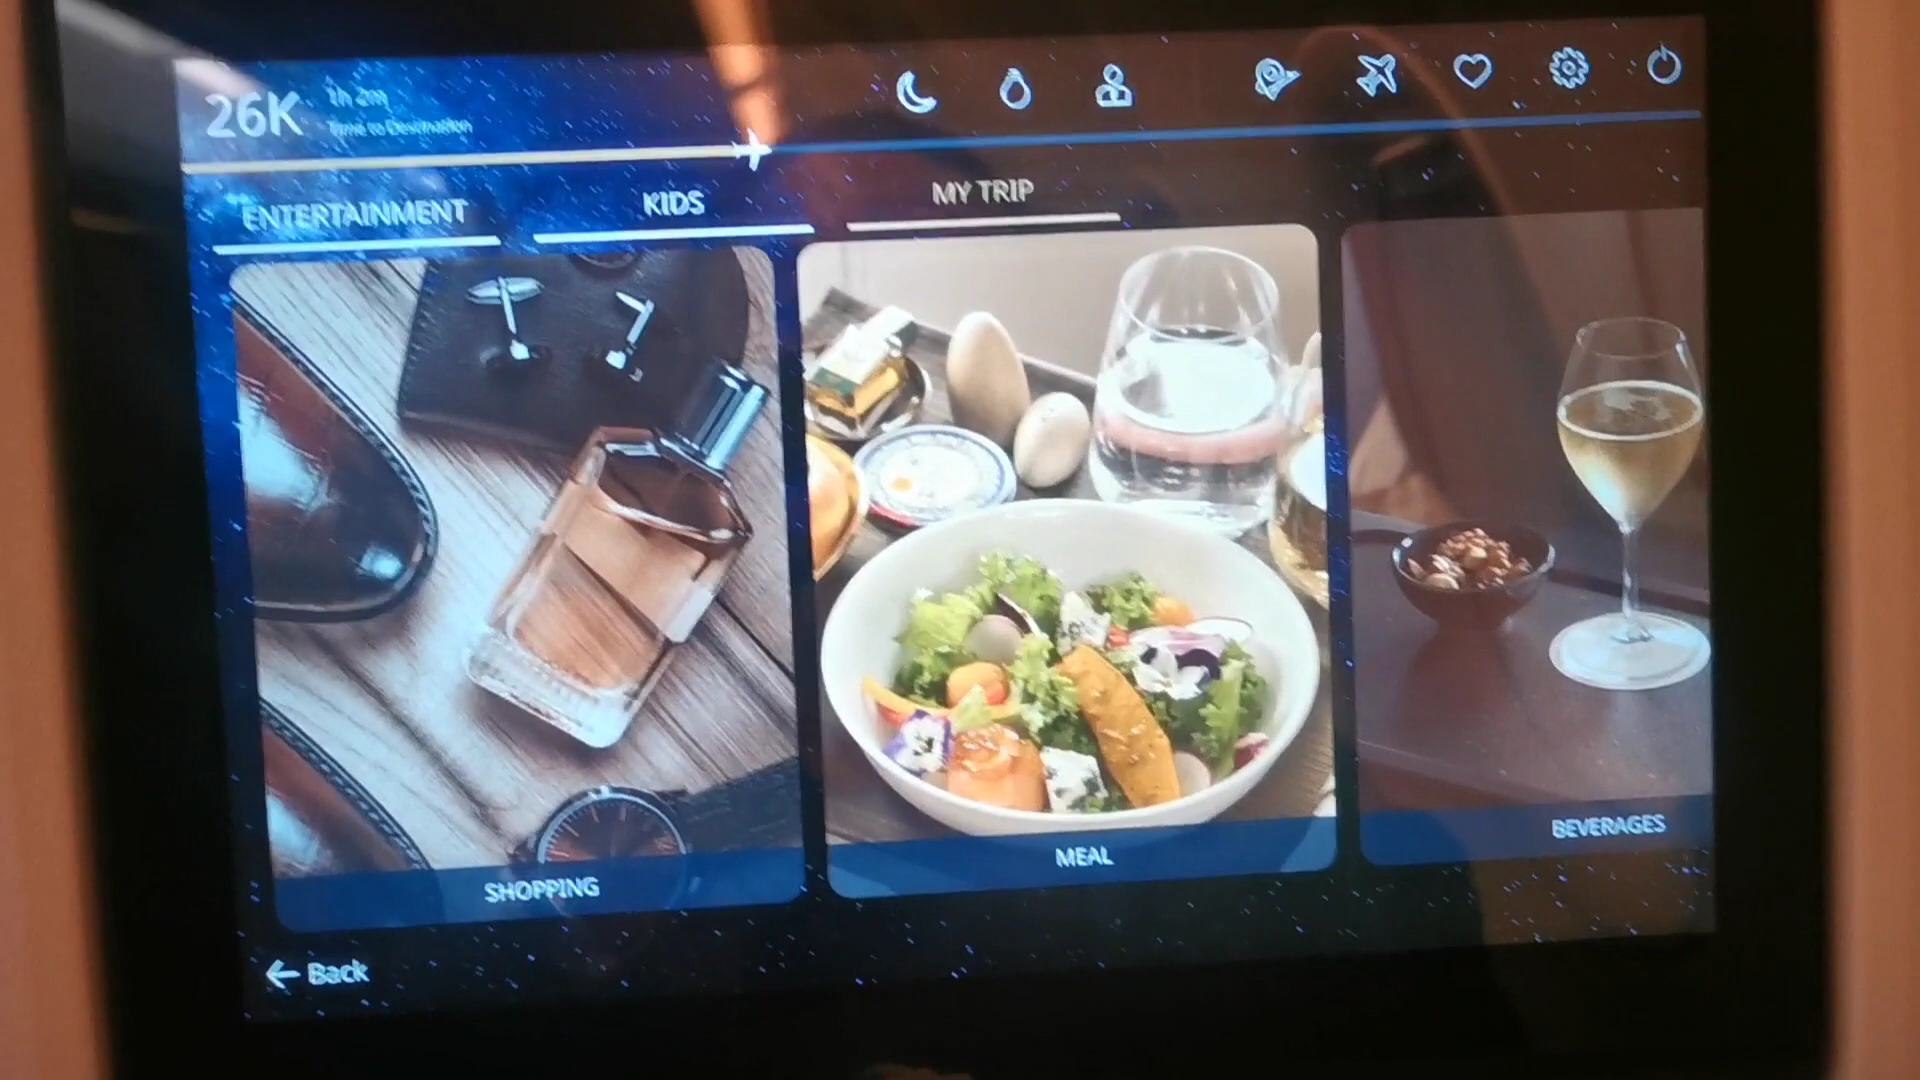 26K
1h 2m
Time to Destination
ENTERTAINMENT
KIDS
MY TRIP
SHOPPING
MEAL
BEVERAGES
← Back